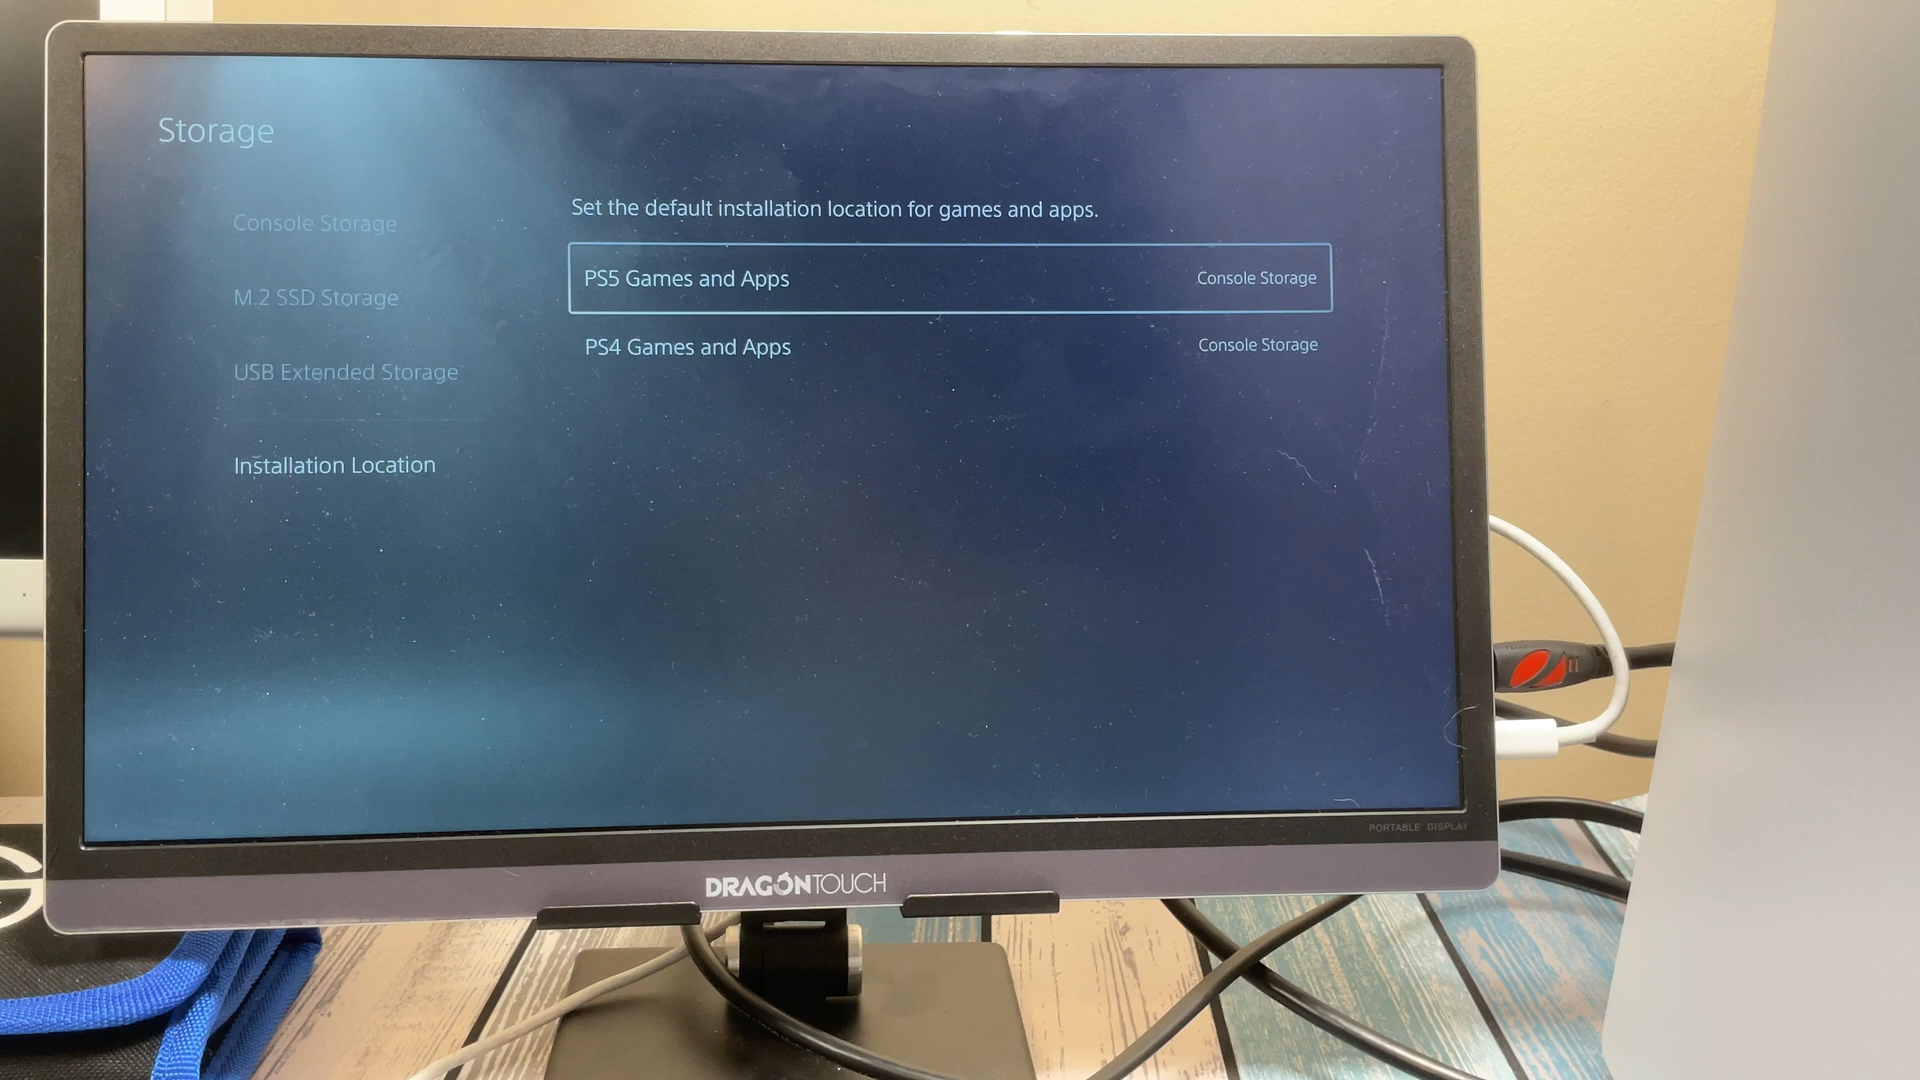 Storage
Console Storage
M.2 SSD Storage
USB Extended Storage
Installation Location
Set the default installation location for games and apps.
PS5 Games and Apps Console Storage
PS4 Games and Apps Console Storage
PORTABLE DISPLAY
DRAGONTOUCH